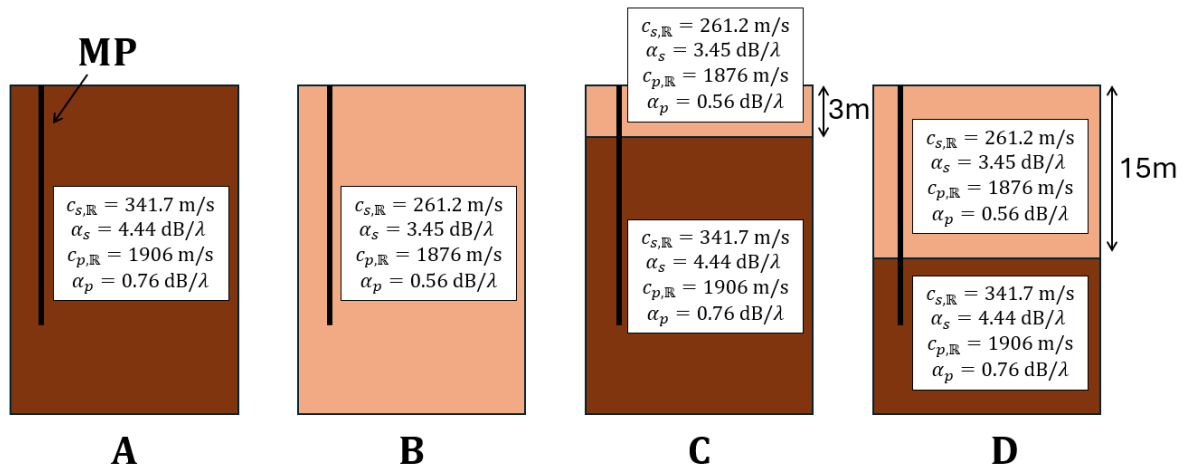 MP
c_{s,ℝ} = 341.7 m/s
α_s = 4.44 dB/λ
c_{p,ℝ} = 1906 m/s
α_p = 0.76 dB/λ
A
c_{s,ℝ} = 261.2 m/s
α_s = 3.45 dB/λ
c_{p,ℝ} = 1876 m/s
α_p = 0.56 dB/λ
B
c_{s,ℝ} = 261.2 m/s
α_s = 3.45 dB/λ
c_{p,ℝ} = 1876 m/s
α_p = 0.56 dB/λ
3m
c_{s,ℝ} = 341.7 m/s
α_s = 4.44 dB/λ
c_{p,ℝ} = 1906 m/s
α_p = 0.76 dB/λ
C
c_{s,ℝ} = 261.2 m/s
α_s = 3.45 dB/λ
c_{p,ℝ} = 1876 m/s
α_p = 0.56 dB/λ
15m
c_{s,ℝ} = 341.7 m/s
α_s = 4.44 dB/λ
c_{p,ℝ} = 1906 m/s
α_p = 0.76 dB/λ
D